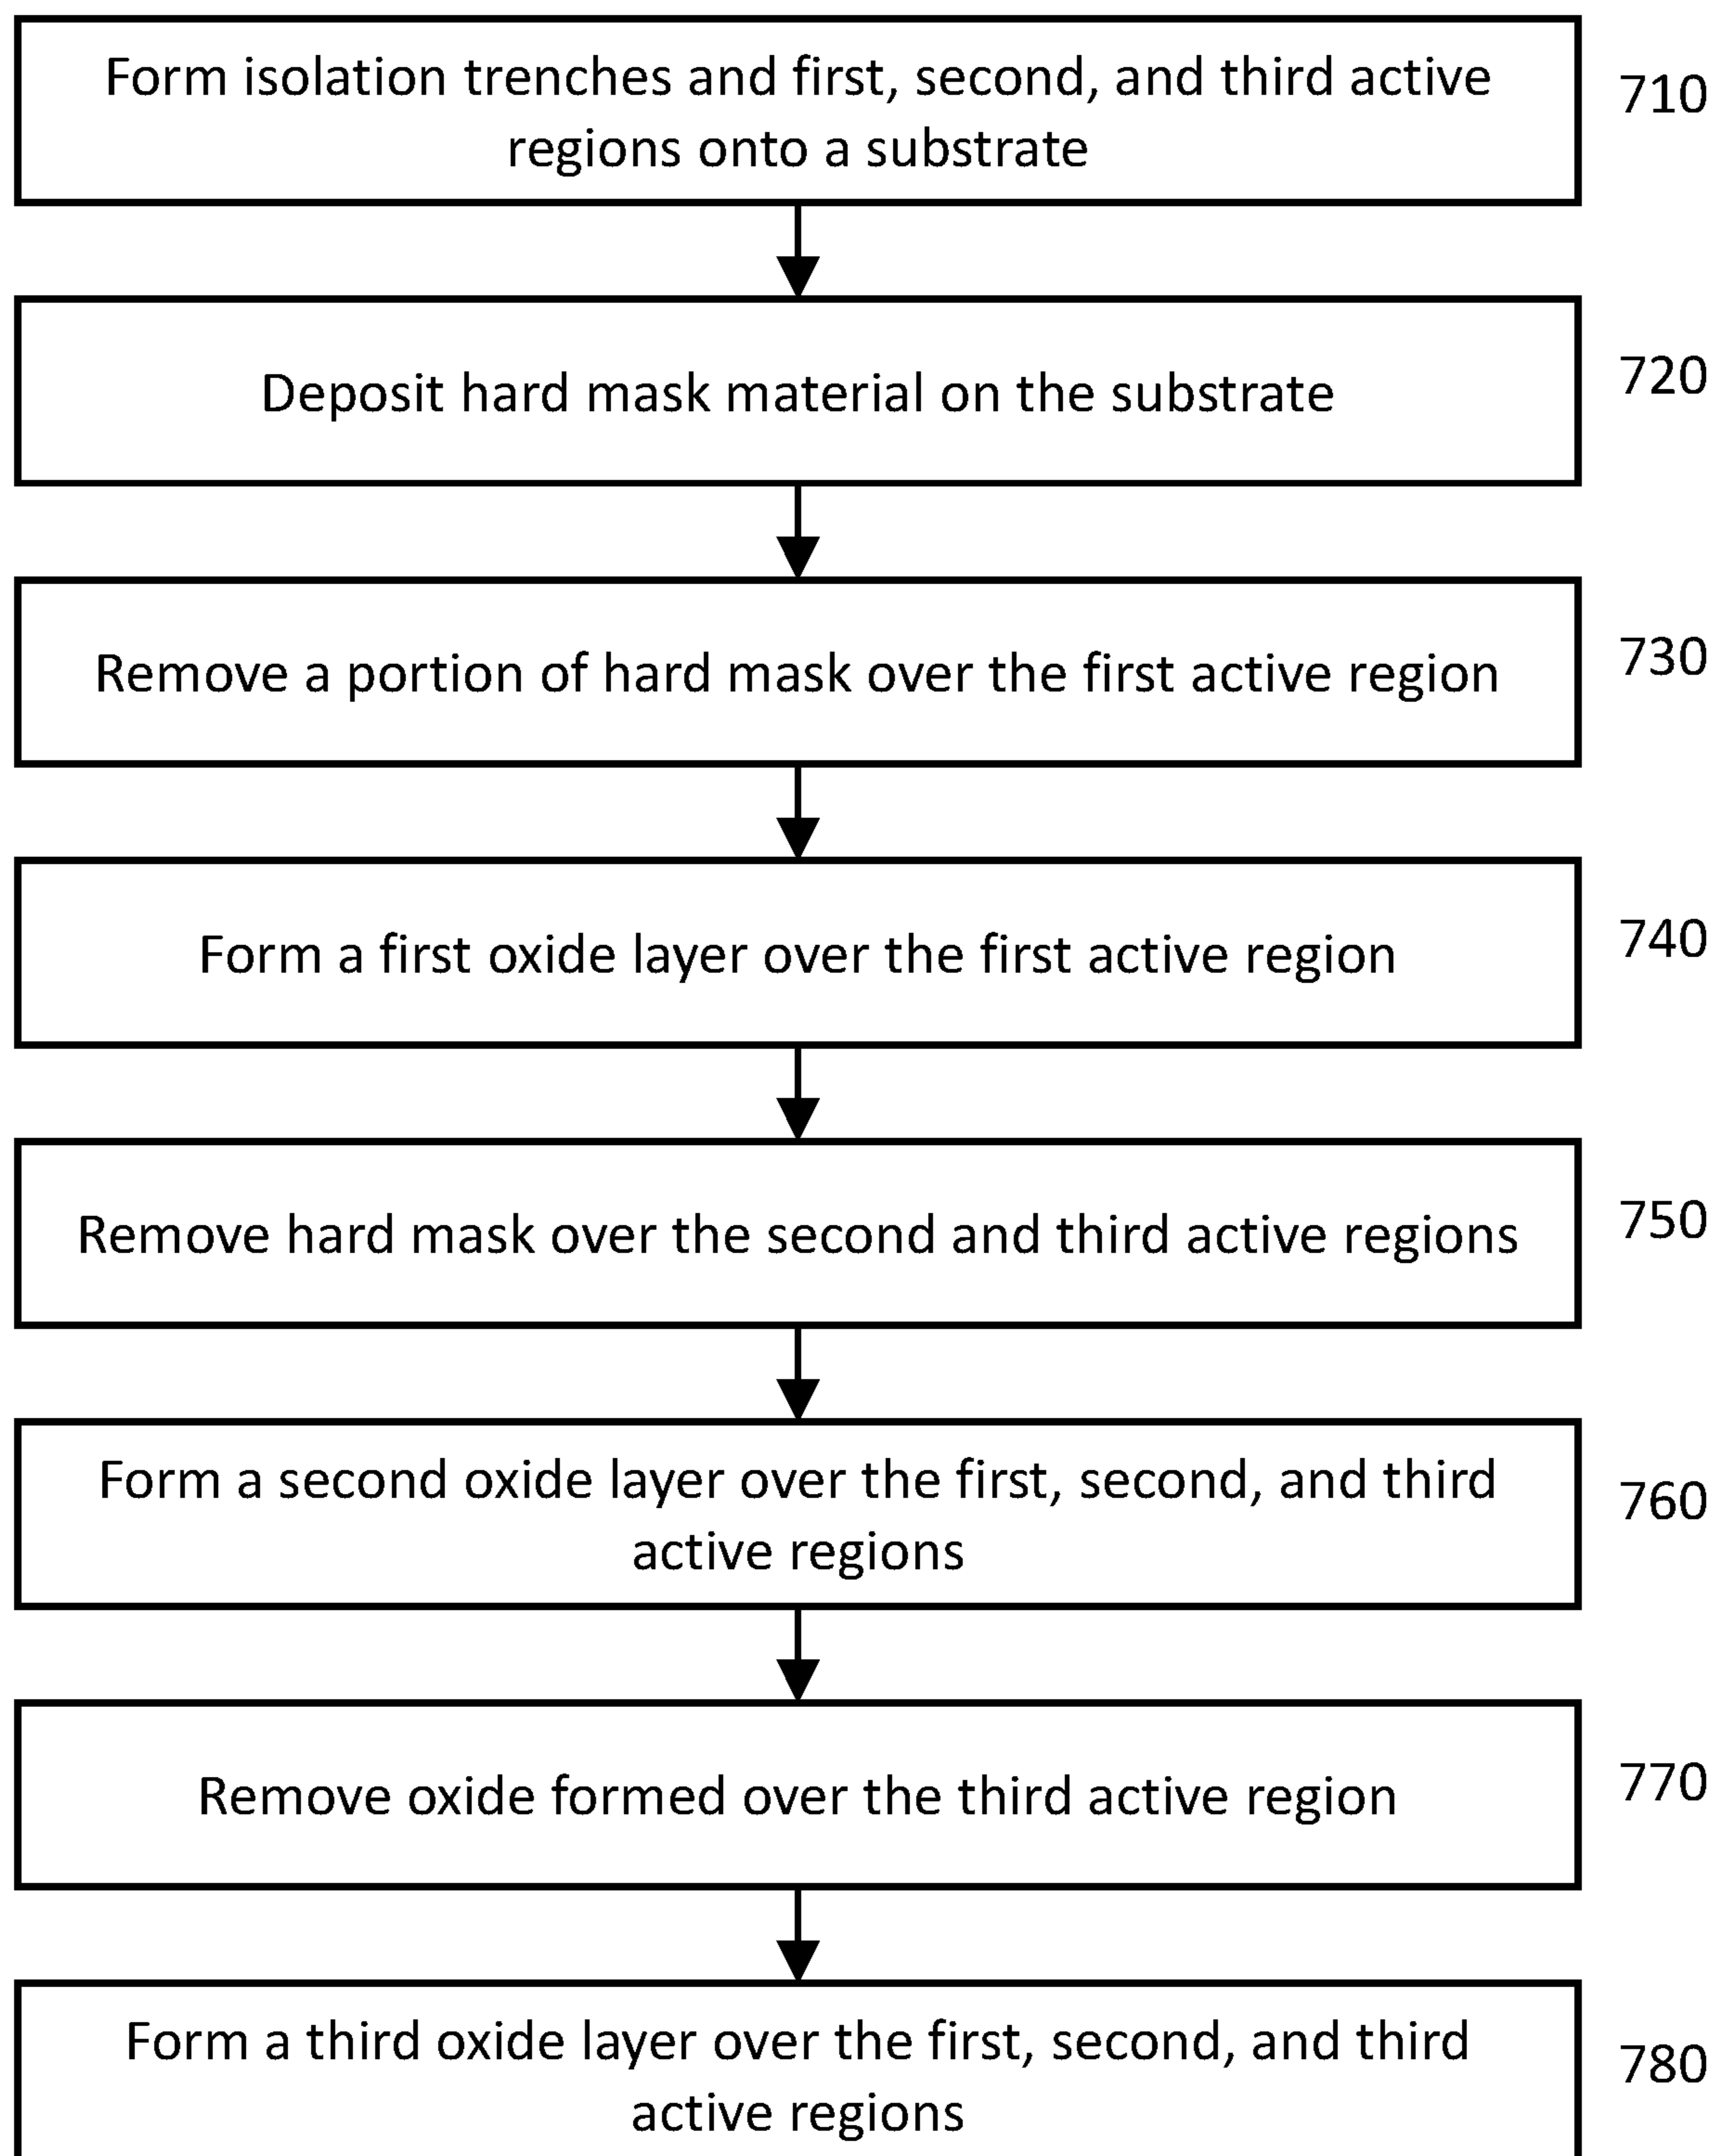 Form isolation trenches and first, second, and third active
regions onto a substrate
710
Deposit hard mask material on the substrate
720
Remove a portion of hard mask over the first active region
730
Form a first oxide layer over the first active region
740
Remove hard mask over the second and third active regions
750
Form a second oxide layer over the first, second, and third
active regions
760
Remove oxide formed over the third active region
770
Form a third oxide layer over the first, second, and third
active regions
780